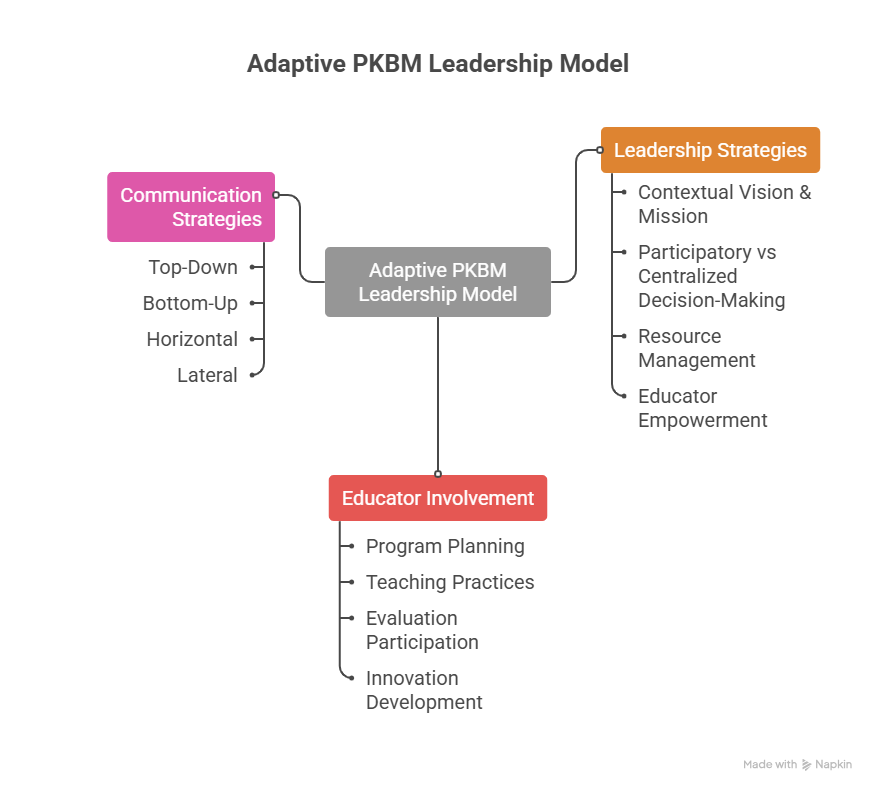 Adaptive PKBM Leadership Model
Communication
Strategies
Top-Down
Bottom-Up
Horizontal
Lateral
Adaptive PKBM
Leadership Model
Leadership Strategies
Contextual Vision &
Mission
Participatory vs
Centralized
Decision-Making
Resource
Management
Educator
Empowerment
Educator Involvement
Program Planning
Teaching Practices
Evaluation
Participation
Innovation
Development
Made with Napkin